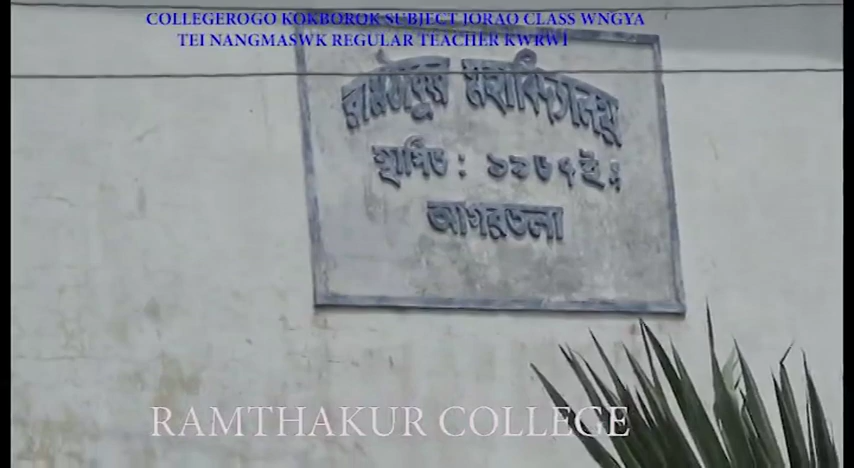 COLLEGEROGO KOKBOROK SUBJECT JORAO CLASS WNGYA
TEI NANGMASWK REGULAR TEACHER KWRWI
রামঠাকুর মহাবিদ্যালয়
স্থাপিত : ১৯৬৭ ইং
আগরতলা
RAMTHAKUR COLLEGE